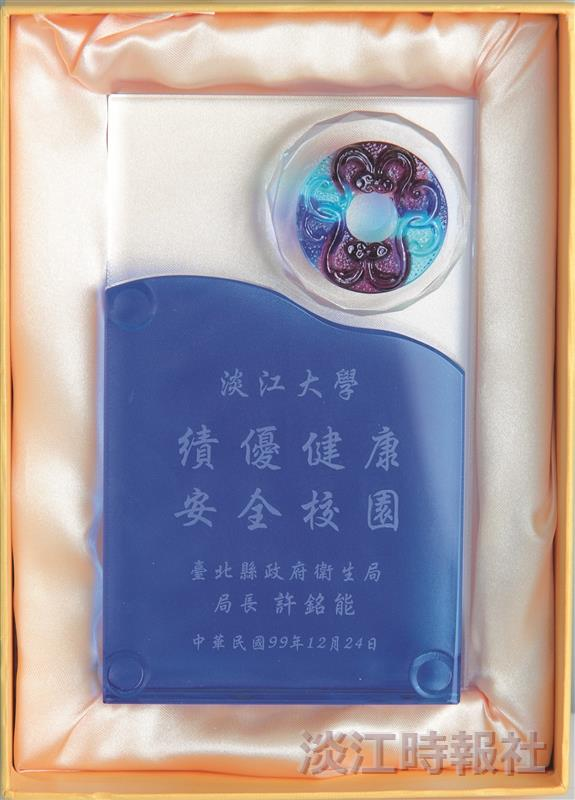 淡江大學
績優健康
安全校園
臺北縣政府衛生局
局長 許銘能
中華民國99年12月24日
淡江時報社